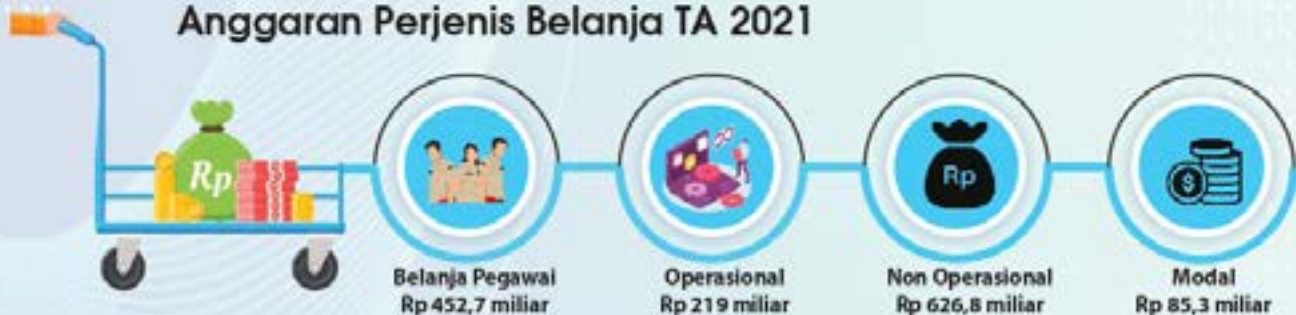 Anggaran Perjenis Belanja TA 2021
Rp
Rp
Belanja Pegawai
Rp 452,7 miliar
Operasional
Rp 219 miliar
Non Operasional
Rp 626,8 miliar
Modal
Rp 85,3 miliar